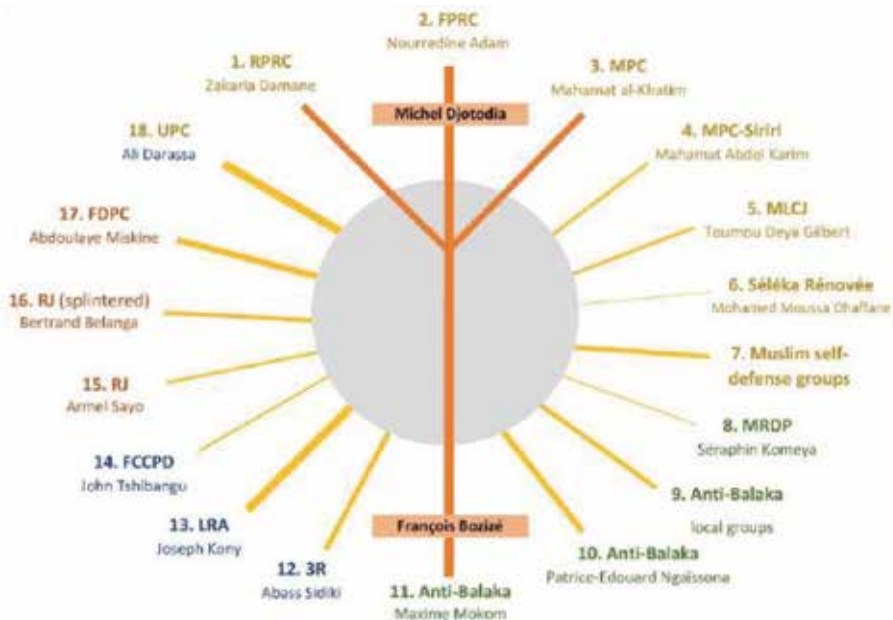 2. FPRC
Nourredine Adam
1. RPRC
Zakaria Damane
3. MPC
Mahamat al-Khatim
Michel Djotodia
18. UPC
Ali Darassa
4. MPC-Siriri
Mahamat Abdel Karim
17. FDPC
Abdoulaye Miskine
5. MLCJ
Toumou Deya Gilbert
16. RJ (splintered)
Bertrand Belanga
6. Séléka Rénovée
Mohamed Moussa Dhaffane
7. Muslim self-
defense groups
15. RJ
Armel Sayo
8. MRDP
Séraphin Komeya
14. FCCPD
John Tshibangu
9. Anti-Balaka
local groups
13. LRA
Joseph Kony
François Bozizé
10. Anti-Balaka
Patrice-Edouard Ngaïssona
12. 3R
Abass Sidiki
11. Anti-Balaka
Maxime Mokom